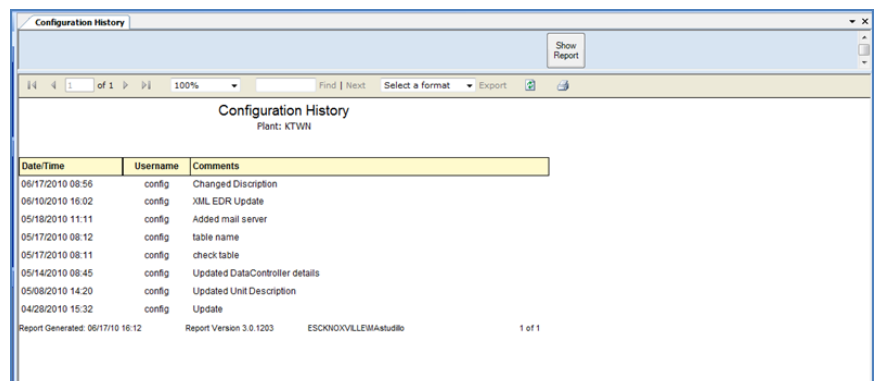 Configuration History
Show
Report
1 of 1 100% Find | Next Select a format Export
Configuration History
Plant: KTWN
Date/Time Username Comments
06/17/2010 08:56 config Changed Discription
06/10/2010 16:02 config XML EDR Update
05/18/2010 11:11 config Added mail server
05/17/2010 08:12 config table name
05/17/2010 08:11 config check table
05/14/2010 08:45 config Updated DataController details
05/08/2010 14:20 config Updated Unit Description
04/28/2010 15:32 config Update
Report Generated: 06/17/10 16:12 Report Version 3.0.1203 ESCKNOXVILLE\MAstudillo 1 of 1